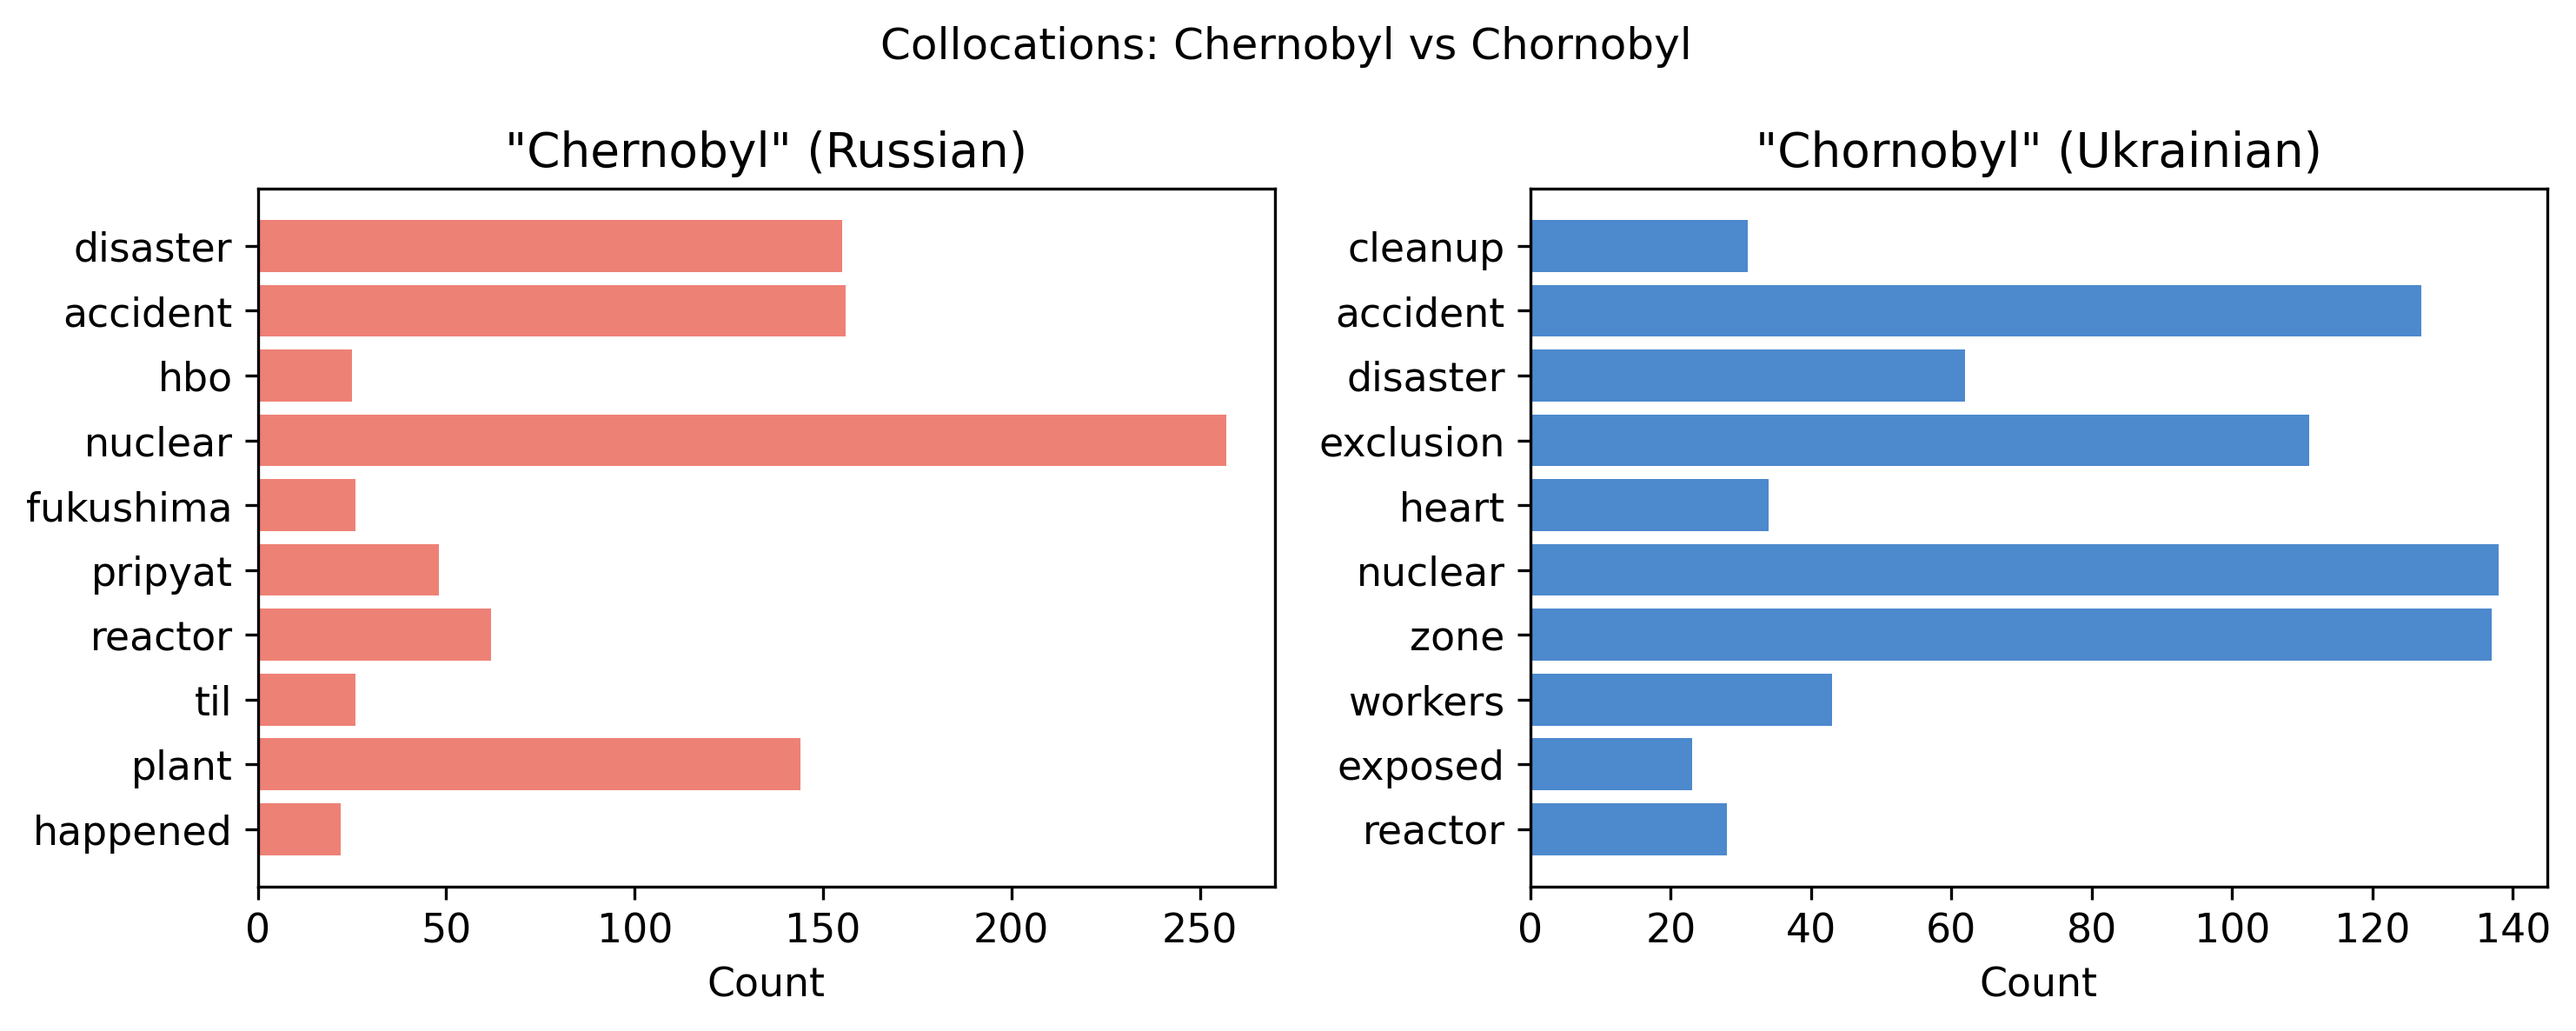 Collocations: Chernobyl vs Chornobyl
"Chernobyl" (Russian)
disaster
accident
hbo
nuclear
fukushima
pripyat
reactor
til
plant
happened
0 50 100 150 200 250
Count
"Chornobyl" (Ukrainian)
cleanup
accident
disaster
exclusion
heart
nuclear
zone
workers
exposed
reactor
0 20 40 60 80 100 120 140
Count